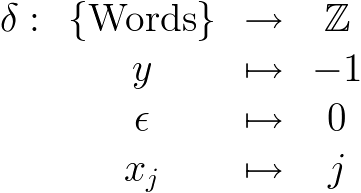 δ : {Words} → ℤ
y ↦ −1
ϵ ↦ 0
x_j ↦ j